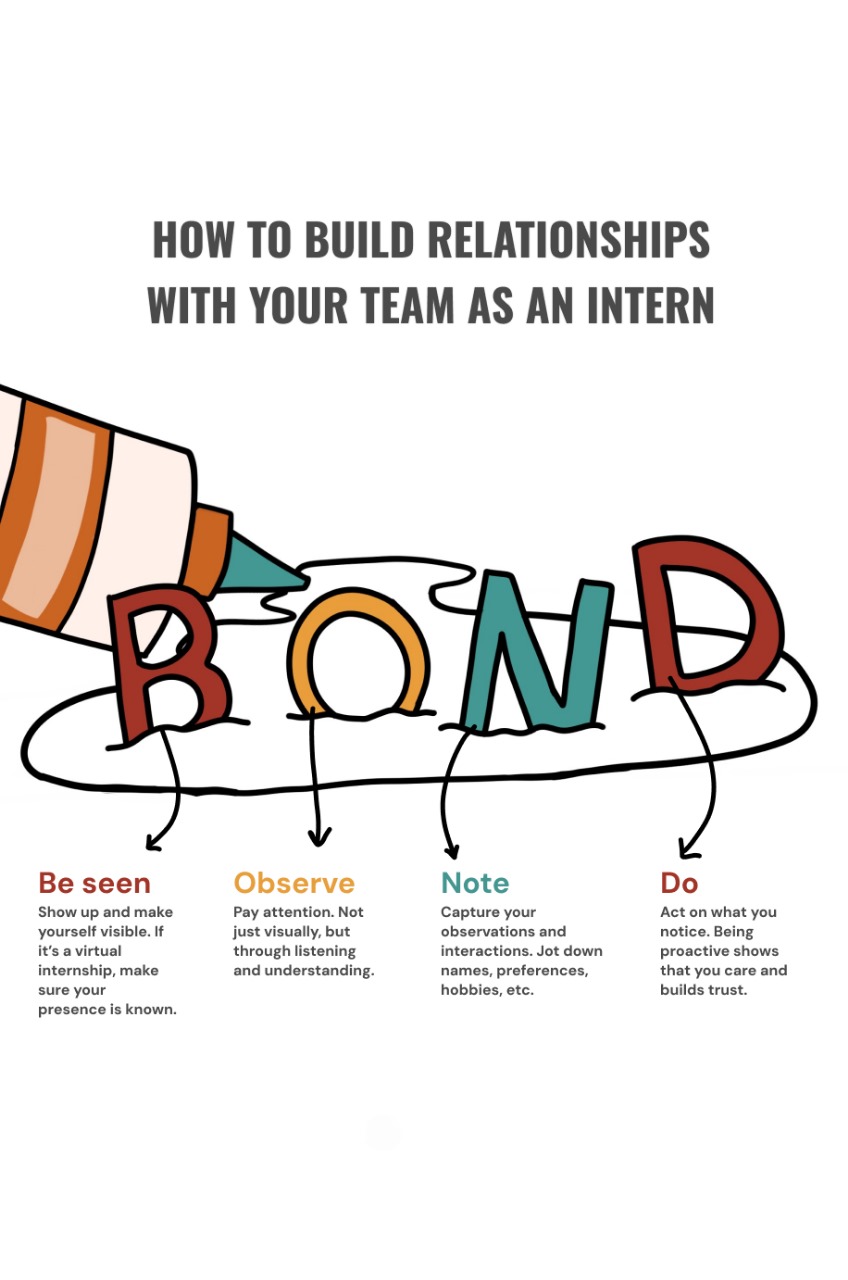 HOW TO BUILD RELATIONSHIPS
WITH YOUR TEAM AS AN INTERN
BOND
Be seen
Show up and make
yourself visible. If
it’s a virtual
internship, make
sure your
presence is known.
Observe
Pay attention. Not
just visually, but
through listening
and understanding.
Note
Capture your
observations and
interactions. Jot down
names, preferences,
hobbies, etc.
Do
Act on what you
notice. Being
proactive shows
that you care and
builds trust.